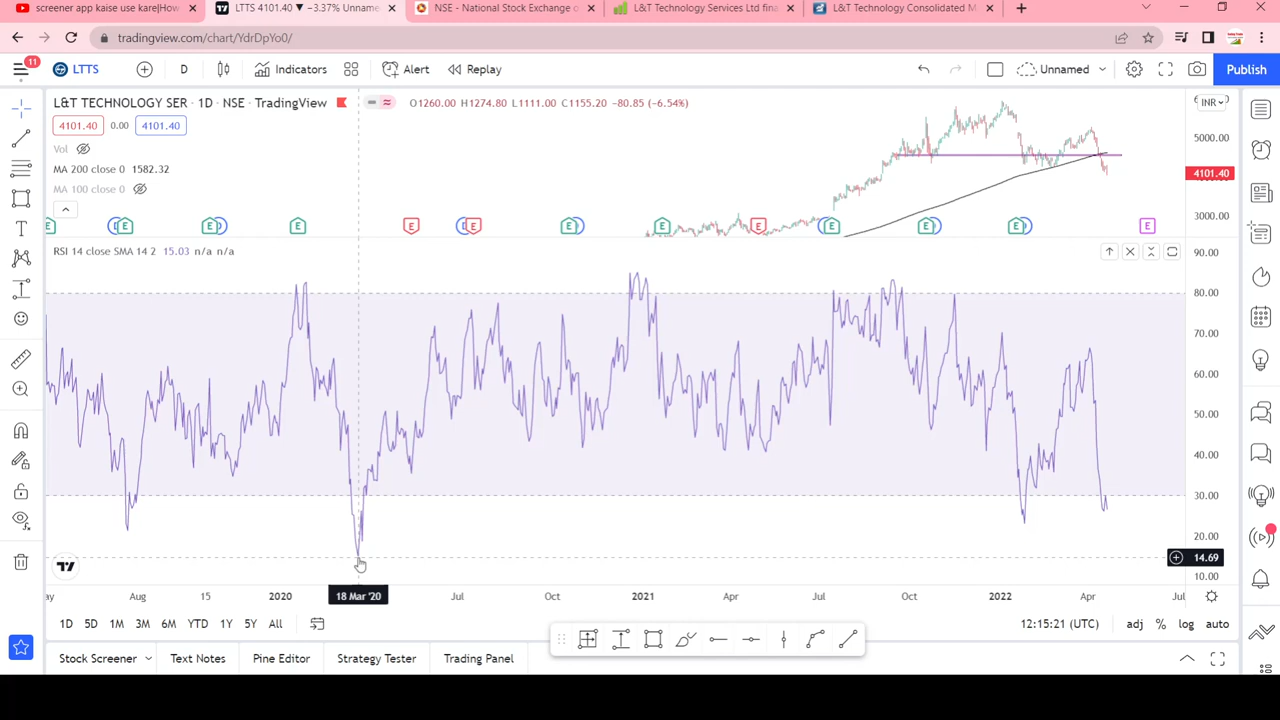 screener app kaise use kare|How
LTTS 4101.40 ▼ −3.37% Unname
NSE - National Stock Exchange o
L&T Technology Services Ltd finan
L&T Technology Consolidated M
tradingview.com/chart/YdrDpYo0/
11 LTTS D Indicators Alert Replay Unnamed Publish
L&T TECHNOLOGY SER · 1D · NSE · TradingView O1260.00 H1274.80 L1111.00 C1155.20 −80.85 (−6.54%) INR
4101.40 0.00 4101.40
5000.00
Vol
MA 200 close 0 1582.32
4101.40
MA 100 close 0
3000.00
E E E E E E E E E E E E E
RSI 14 close SMA 14 2 15.03 n/a n/a
90.00
80.00
70.00
60.00
50.00
40.00
30.00
20.00
14.69
10.00
ay Aug 15 2020 18 Mar '20 Jul Oct 2021 Apr Jul Oct 2022 Apr Jul
1D 5D 1M 3M 6M YTD 1Y 5Y All 12:15:21 (UTC) adj % log auto
Stock Screener Text Notes Pine Editor Strategy Tester Trading Panel